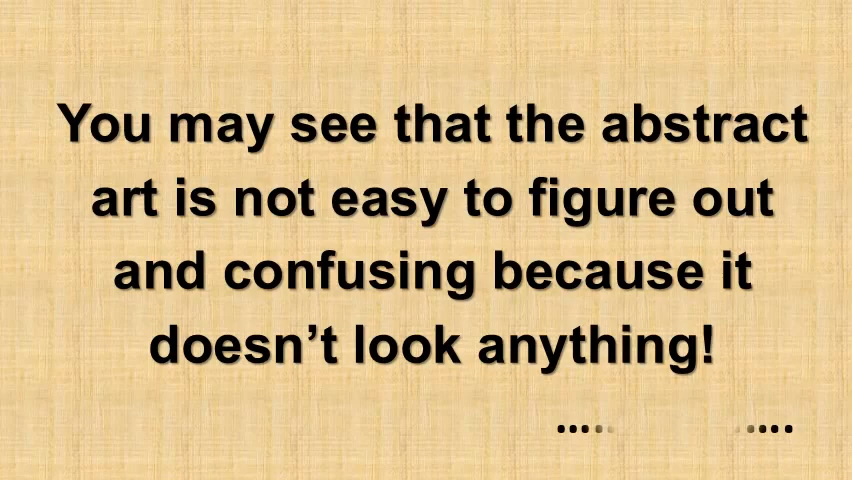 You may see that the abstract
art is not easy to figure out
and confusing because it
doesn’t look anything!
..... .....